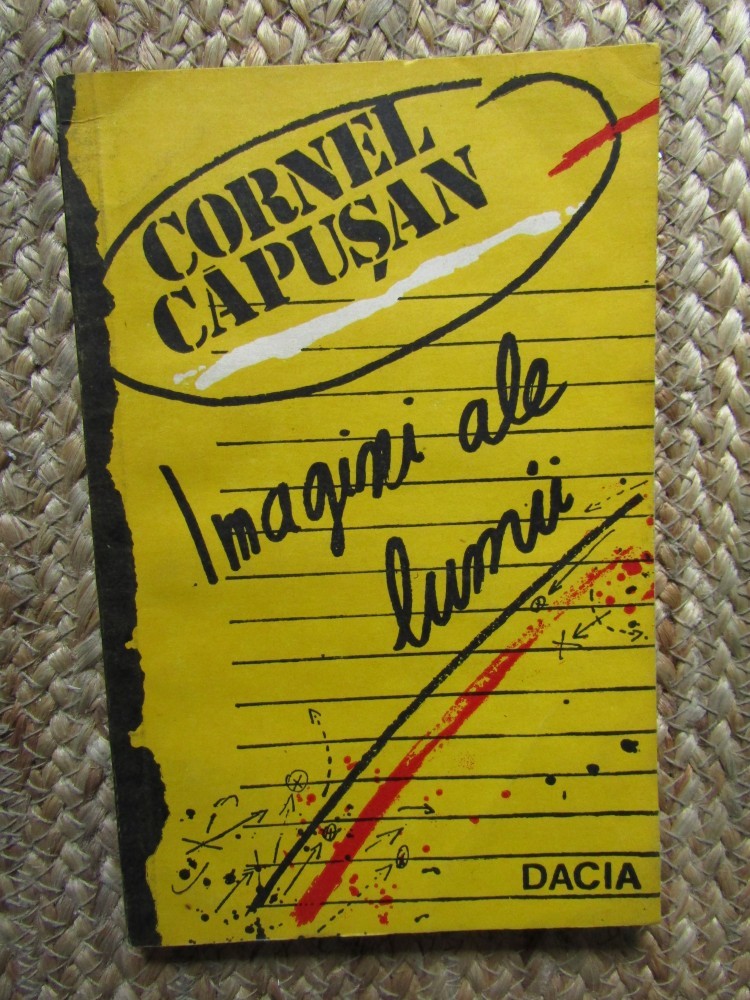 CORNEL
CĂPUȘAN
Imagini ale
lumii
DACIA